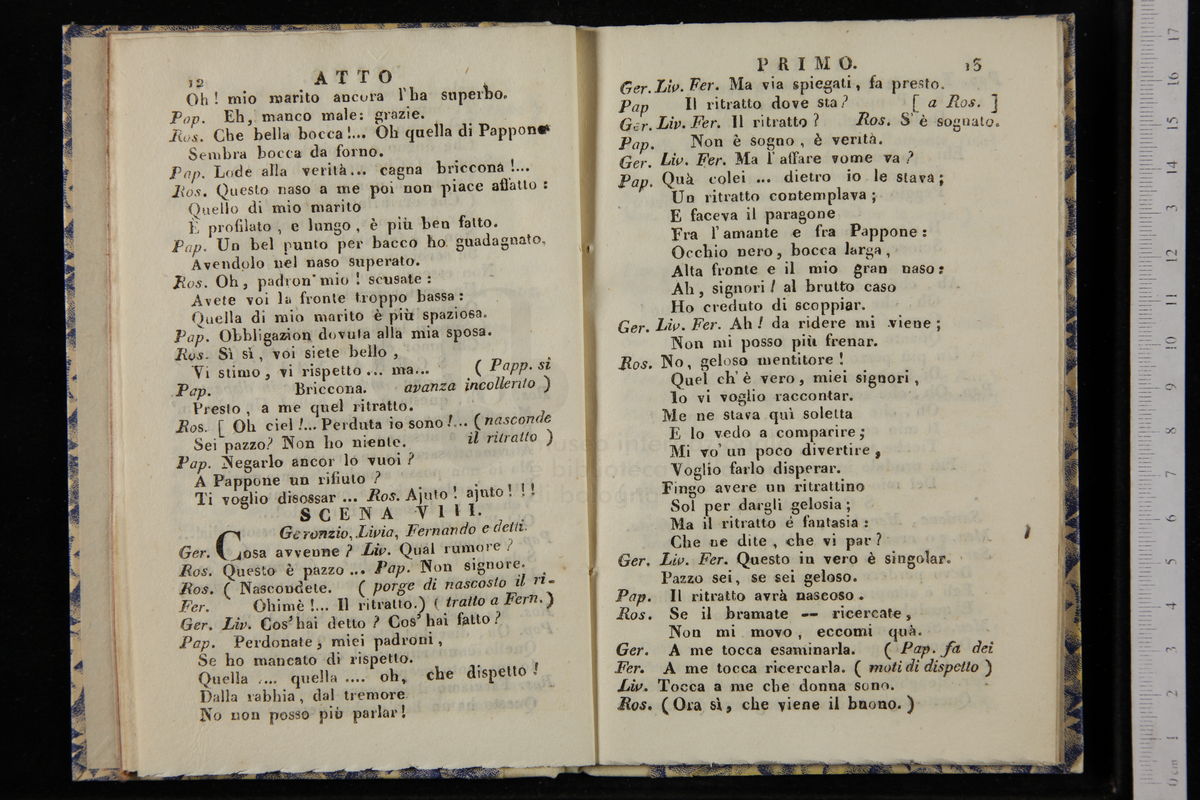 12 ATTO
Oh! mio marito ancora l'ha superbo.
Pap. Eh, manco male: grazie.
Ros. Che bella bocca!... Oh quella di Pappone
Sembra bocca da forno.
Pap. Lode alla verità... cagna briccona!...
Ros. Questo naso a me poi non piace affatto:
Quello di mio marito
È profilato, e lungo, è più ben fatto.
Pap. Un bel punto per bacco ho guadagnato,
Avendolo nel naso superato.
Ros. Oh, padron mio! scusate:
Avete voi la fronte troppo bassa:
Quella di mio marito è più spaziosa.
Pap. Obbligazion dovuta alla mia sposa.
Ros. Sì sì, voi siete bello,
Vi stimo, vi rispetto... ma... ( Papp. si
Pap. Briccona. avanza incollerito )
Presto, a me quel ritratto.
Ros. [ Oh ciel!... Perduta io sono!... ( nasconde
Sei pazzo? Non ho niente. il ritratto )
Pap. Negarlo ancor lo vuoi?
A Pappone un rifiuto?
Ti voglio disossar... Ros. Ajuto! ajuto!!!
SCENA VIII.
Geronzio, Livia, Fernando e detti.
Ger. Cosa avvenne? Liv. Qual rumore?
Ros. Questo è pazzo... Pap. Non signore.
Ros. ( Nascondete. ( porge di nascosto il ri-
Fer. Ohimè!... Il ritratto.) ( tratto a Fern. )
Ger. Liv. Cos' hai detto? Cos' hai fatto?
Pap. Perdonate, miei padroni,
Se ho mancato di rispetto.
Quella .... quella .... oh, che dispetto!
Dalla rabbia, dal tremore
No non posso più parlar!
PRIMO. 13
Ger. Liv. Fer. Ma via spiegati, fa presto.
Pap Il ritratto dove sta? [ a Ros. ]
Ger. Liv. Fer. Il ritratto? Ros. S' è sognato.
Pap. Non è sogno, è verità.
Ger. Liv. Fer. Ma l' affare vome va?
Pap. Quà colei ... dietro io le stava;
Un ritratto contemplava;
E faceva il paragone
Fra l'amante e fra Pappone:
Occhio nero, bocca larga,
Alta fronte e il mio gran naso:
Ah, signori! al brutto caso
Ho creduto di scoppiar.
Ger. Liv. Fer. Ah! da ridere mi viene;
Non mi posso più frenar.
Ros. No, geloso mentitore!
Quel ch' è vero, miei signori,
Io vi voglio raccontar.
Me ne stava quì soletta
E lo vedo a comparire;
Mi vo' un poco divertire,
Voglio farlo disperar.
Fingo avere un ritrattino
Sol per dargli gelosia;
Ma il ritratto é fantasia:
Che ne dite, che vi par?
Ger. Liv. Fer. Questo in vero è singolar.
Pazzo sei, se sei geloso.
Pap. Il ritratto avrà nascoso.
Ros. Se il bramate — ricercate,
Non mi movo, eccomi quà.
Ger. A me tocca esaminarla. ( Pap. fa dei
Fer. A me tocca ricercarla. ( moti di dispetto )
Liv. Tocca a me che donna sono.
Ros. (Ora sì, che viene il buono.)